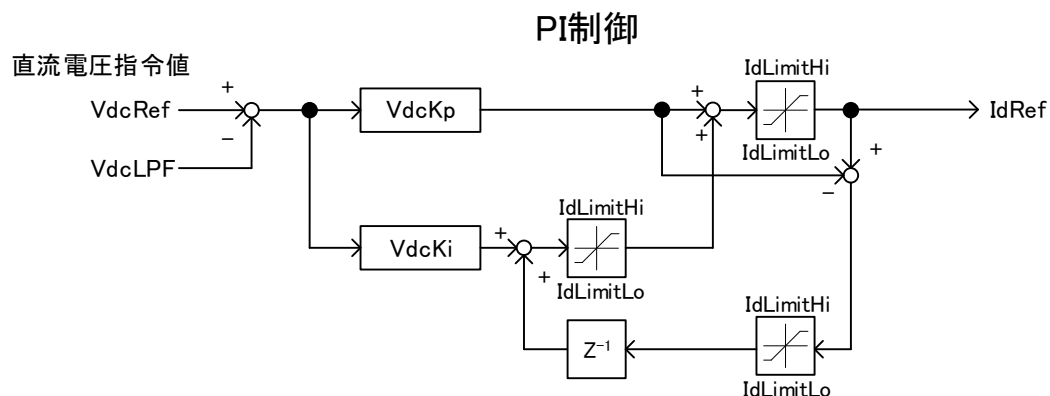 PI制御
直流電圧指令値
VdcRef
+
−
VdcLPF
VdcKp
+
+
IdLimitHi
IdLimitLo
IdRef
+
−
VdcKi
+
+
IdLimitHi
IdLimitLo
Z⁻¹
IdLimitHi
IdLimitLo